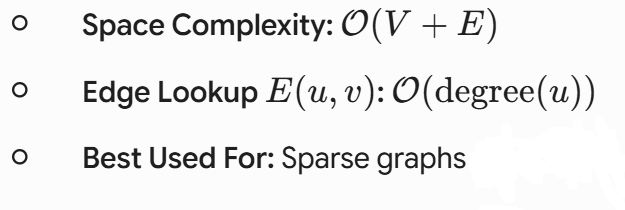 Space Complexity: O(V + E)
Edge Lookup E(u, v): O(degree(u))
Best Used For: Sparse graphs